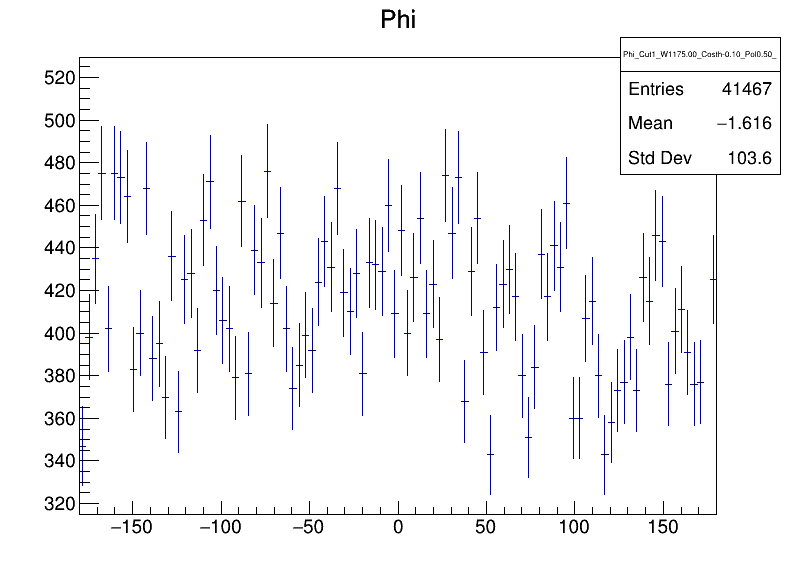 Phi
Phi_Cut1_W1175.00_Costh-0.10_Pol0.50_
Entries 41467
Mean −1.616
Std Dev 103.6
520
500
480
460
440
420
400
380
360
340
320
−150 −100 −50 0 50 100 150